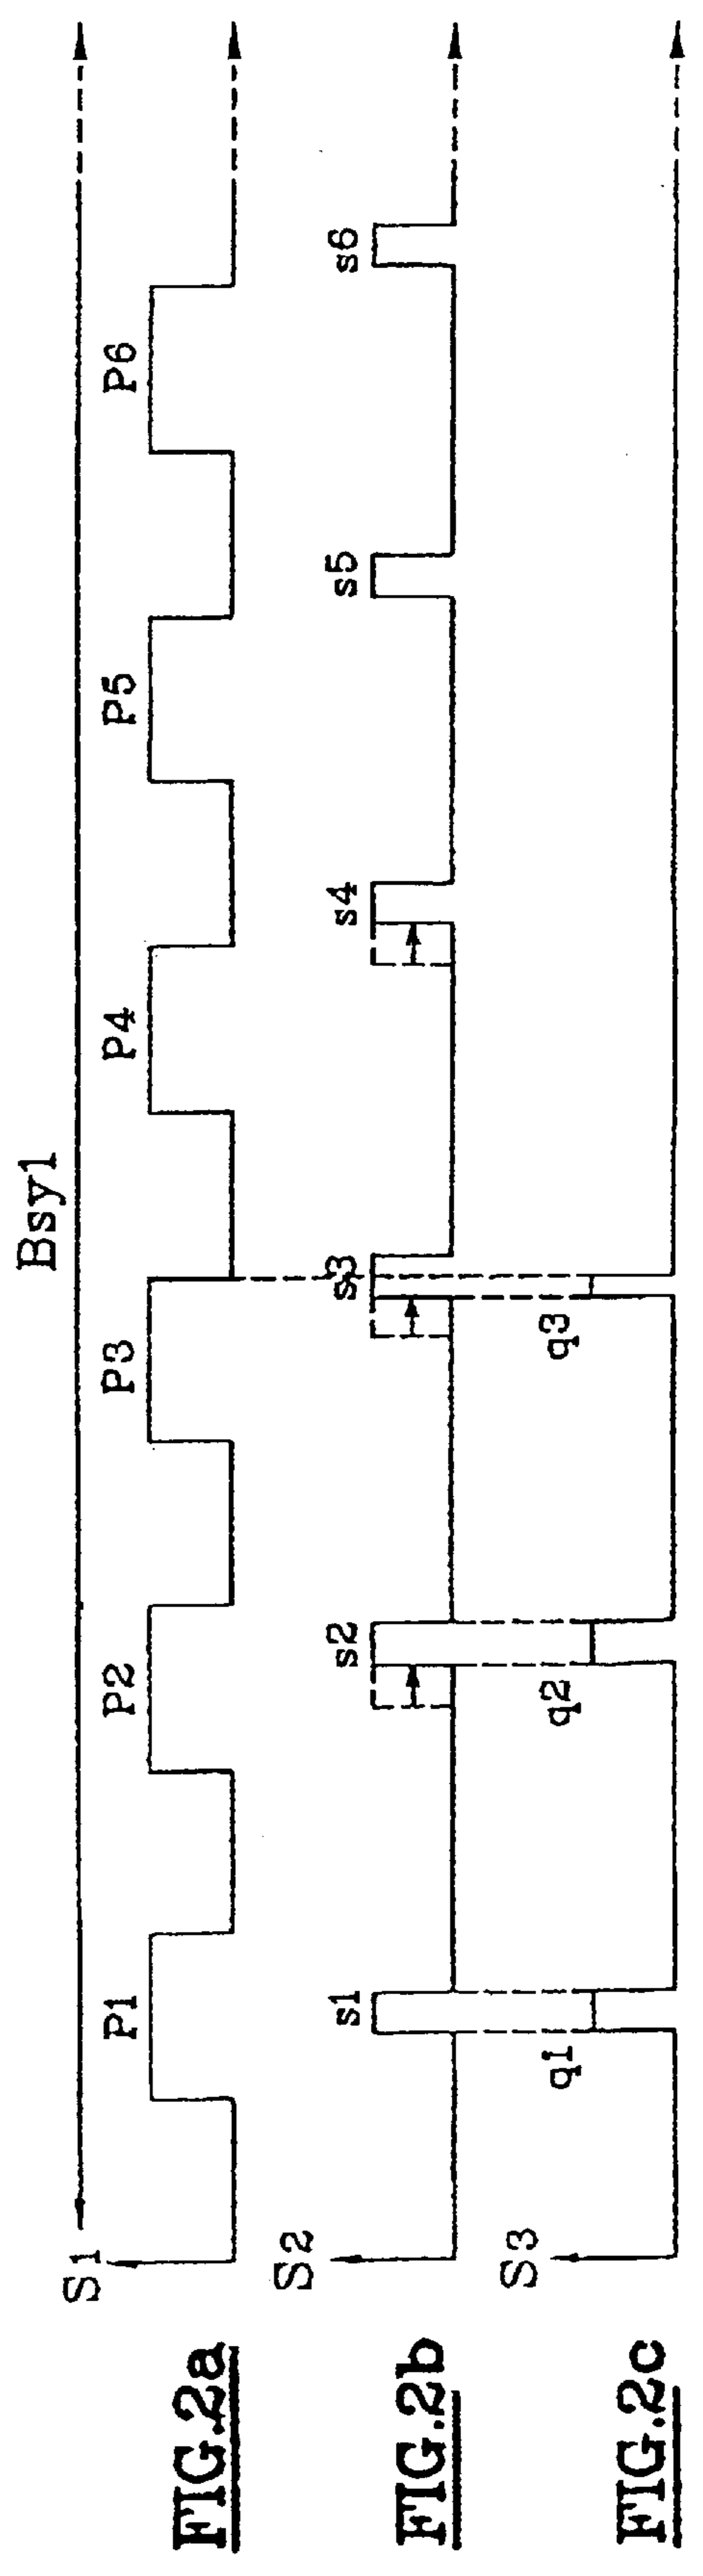 Bsy1
S1
P1 P2 P3 P4 P5 P6
FIG.2a
S2
s1 s2 s3 s4 s5 s6
FIG.2b
S3
q1 q2 q3
FIG.2c